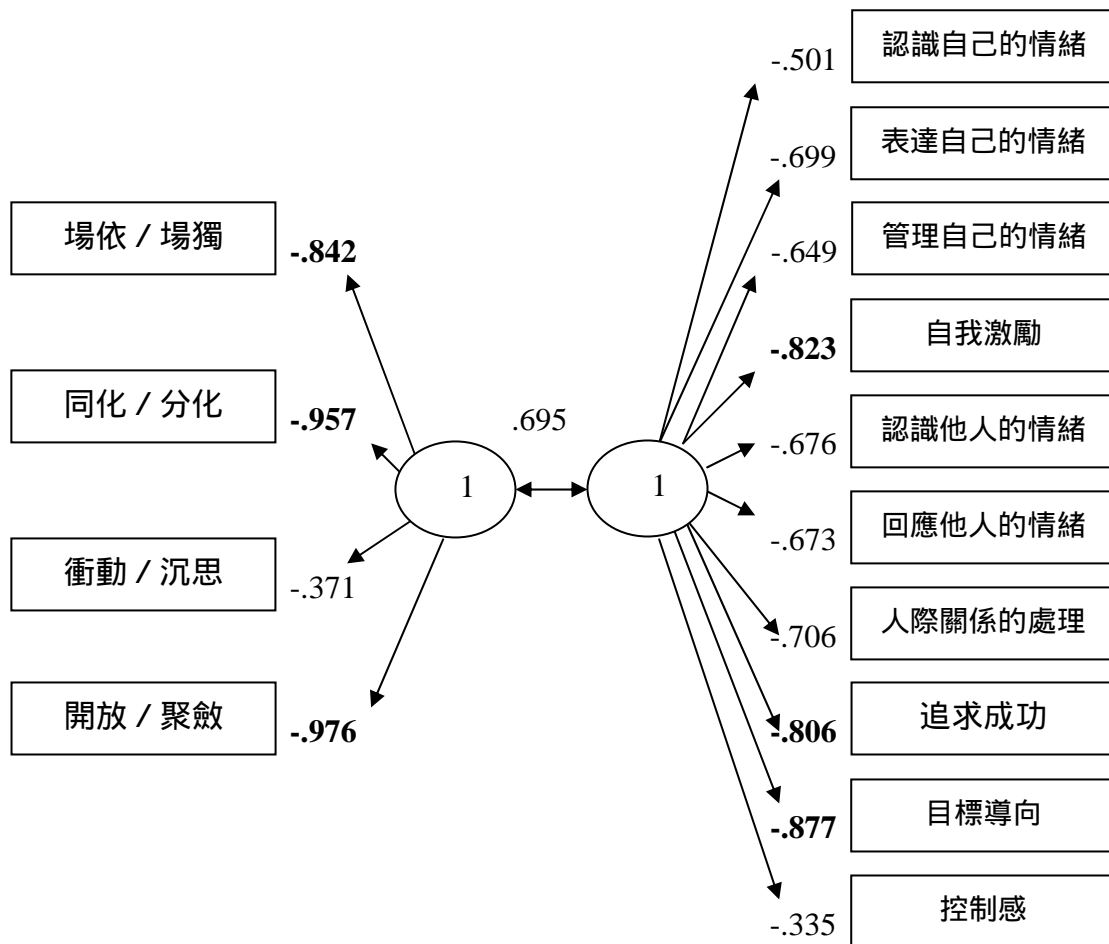 場依 / 場獨
-.842
同化 / 分化
-.957
衝動 / 沉思
-.371
開放 / 聚斂
-.976
1
.695
1
-.501
認識自己的情緒
-.699
表達自己的情緒
-.649
管理自己的情緒
-.823
自我激勵
-.676
認識他人的情緒
-.673
回應他人的情緒
-.706
人際關係的處理
-.806
追求成功
-.877
目標導向
-.335
控制感